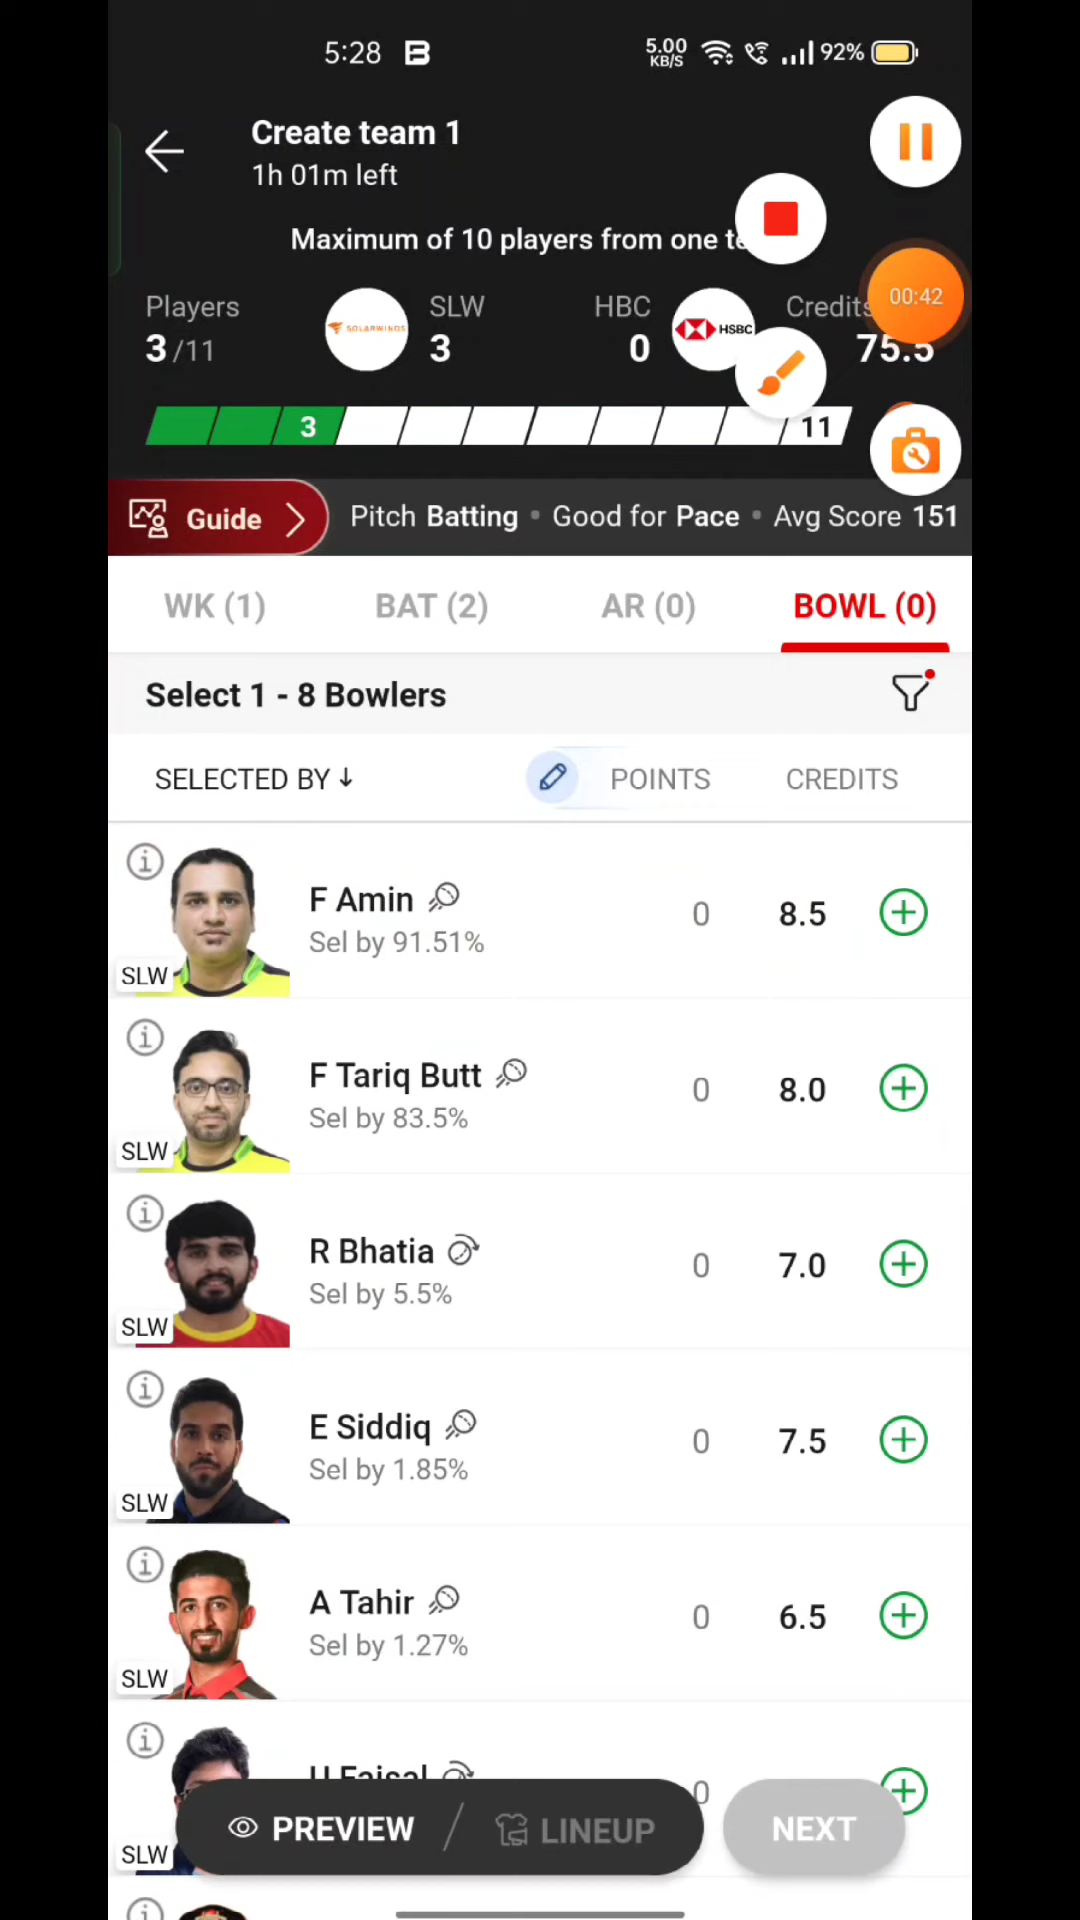 5:28
5.00 KB/S
92%
Create team 1
1h 01m left
Maximum of 10 players from one te
Players
3/11
SOLARWINDS
SLW
3
HBC
0
HSBC
Credits
75.5
00:42
3
11
Guide
Pitch Batting • Good for Pace • Avg Score 151
WK (1)
BAT (2)
AR (0)
BOWL (0)
Select 1 - 8 Bowlers
SELECTED BY ↓
POINTS
CREDITS
F Amin
0
8.5
Sel by 91.51%
SLW
F Tariq Butt
0
8.0
Sel by 83.5%
SLW
R Bhatia
0
7.0
Sel by 5.5%
SLW
E Siddiq
0
7.5
Sel by 1.85%
SLW
A Tahir
0
6.5
Sel by 1.27%
SLW
U Faisal
0
SLW
PREVIEW
LINEUP
NEXT